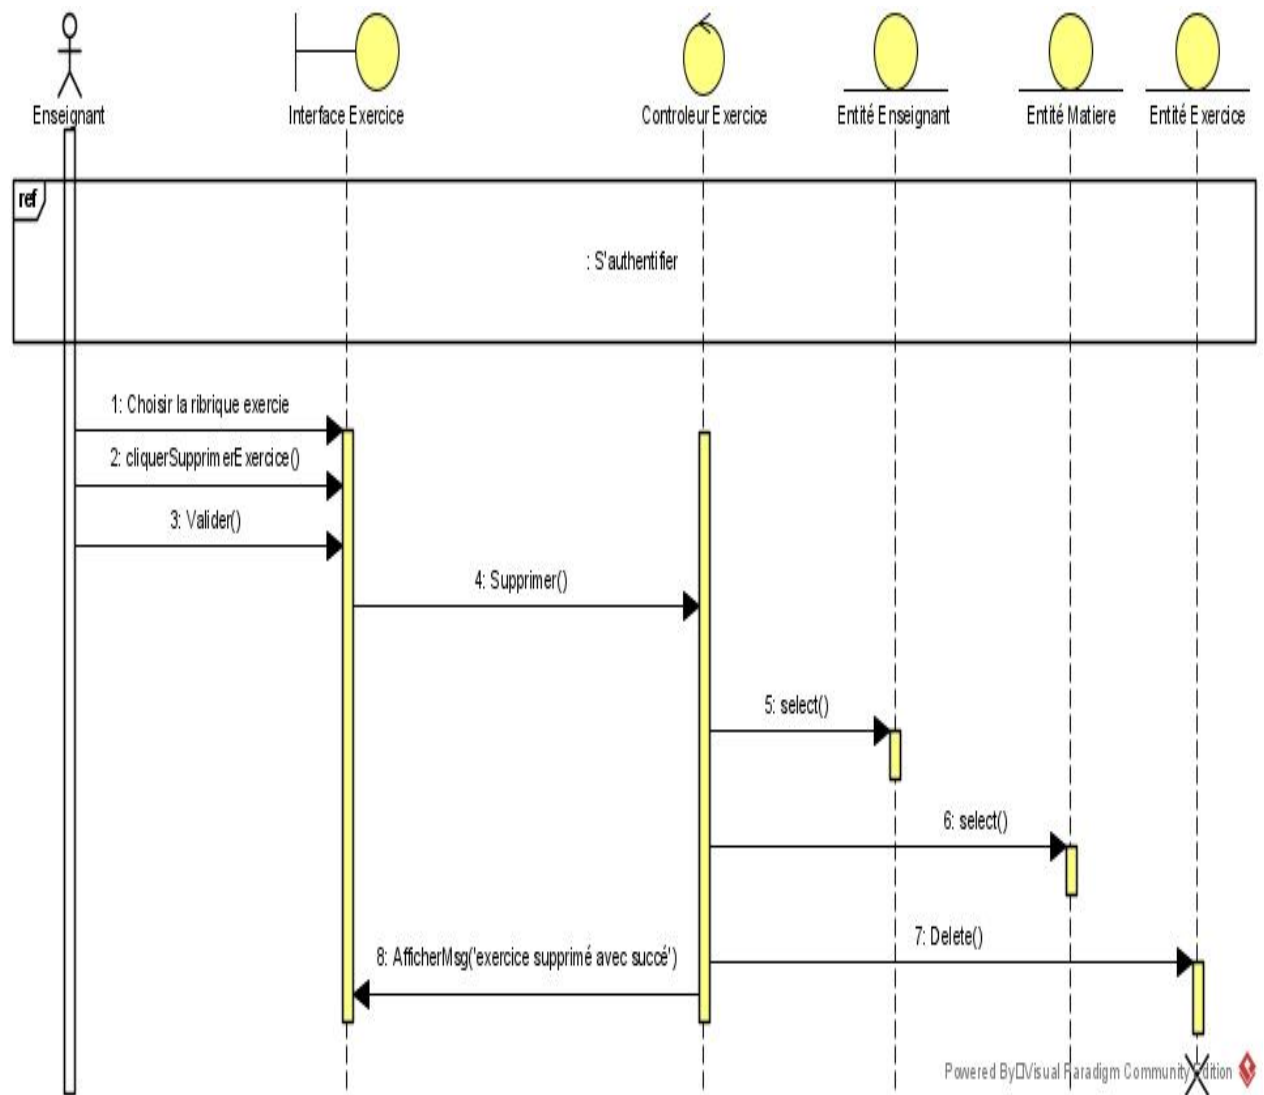 Enseignant
Interface Exercice
Controleur Exercice
Entité Enseignant
Entité Matiere
Entité Exercice
ref
: S'authentifier
1: Choisir la ribrique exercie
2: cliquerSupprimerExercice()
3: Valider()
4: Supprimer()
5: select()
6: select()
7: Delete()
8: AfficherMsg('exercice supprimé avec succé')
Powered By Visual Paradigm Community Edition